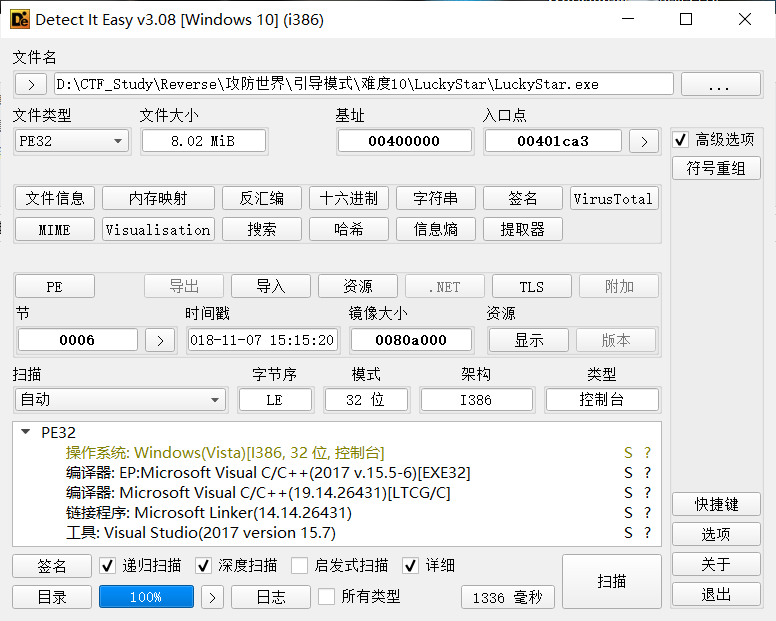 Detect It Easy v3.08 [Windows 10] (i386)
文件名
> D:\CTF_Study\Reverse\攻防世界\引导模式\难度10\LuckyStar\LuckyStar.exe ...
文件类型 文件大小 基址 入口点
PE32 8.02 MiB 00400000 00401ca3 > 高级选项
符号重组
文件信息 内存映射 反汇编 十六进制 字符串 签名 VirusTotal
MIME Visualisation 搜索 哈希 信息熵 提取器
PE 导出 导入 资源 .NET TLS 附加
节 时间戳 镜像大小 资源
0006 > 018-11-07 15:15:20 0080a000 显示 版本
扫描 字节序 模式 架构 类型
自动 LE 32 位 I386 控制台
PE32
操作系统: Windows(Vista)[I386, 32 位, 控制台] S ?
编译器: EP:Microsoft Visual C/C++(2017 v.15.5-6)[EXE32] S ?
编译器: Microsoft Visual C/C++(19.14.26431)[LTCG/C] S ?
链接程序: Microsoft Linker(14.14.26431) S ?
工具: Visual Studio(2017 version 15.7) S ?
快捷键
选项
关于
退出
签名 递归扫描 深度扫描 启发式扫描 详细 扫描
目录 100% > 日志 所有类型 1336 毫秒